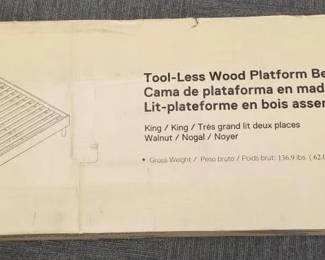 Tool-Less Wood Platform Be
Cama de plataforma en mad
Lit-plateforme en bois assem
King / King / Très grand lit deux places
Walnut / Nogal / Noyer
• Gross Weight / Peso bruto / Poids brut: 136.9 lbs. ( 62.0